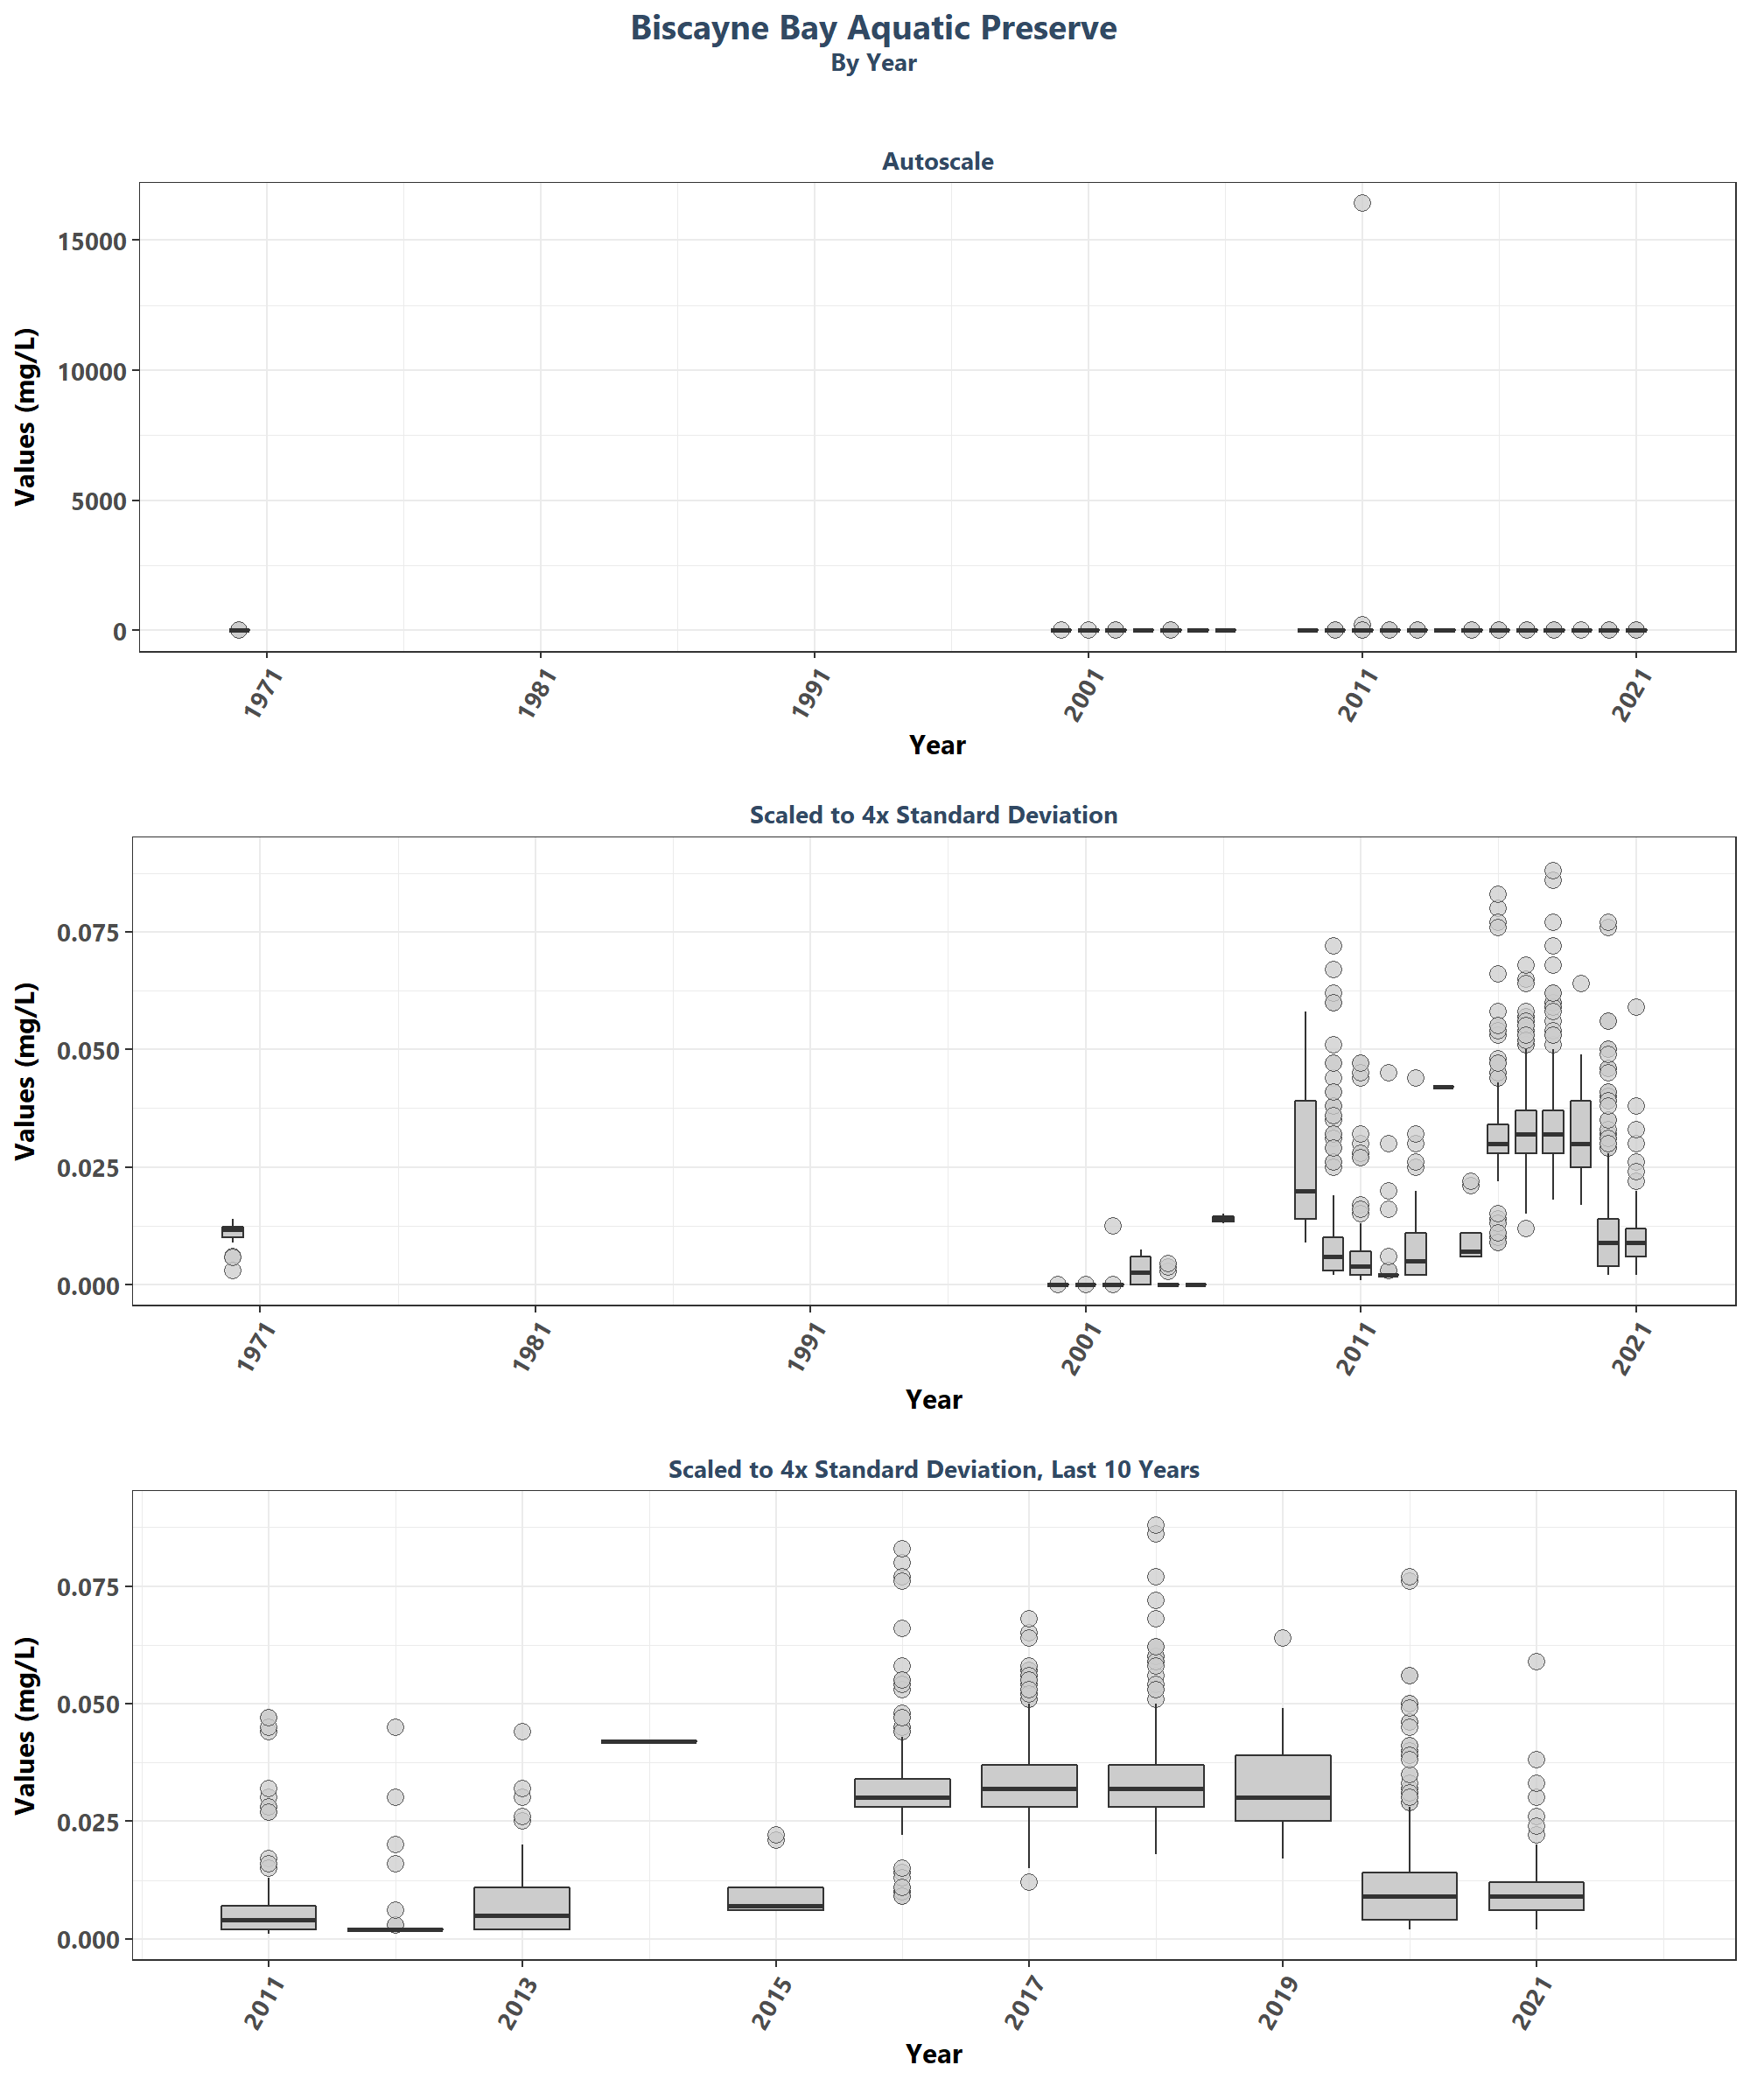 Biscayne Bay Aquatic Preserve
By Year
Autoscale
Values (mg/L)
15000
10000
5000
0
1971
1981
1991
2001
2011
2021
Year
Scaled to 4x Standard Deviation
Values (mg/L)
0.075
0.050
0.025
0.000
1971
1981
1991
2001
2011
2021
Year
Scaled to 4x Standard Deviation, Last 10 Years
Values (mg/L)
0.075
0.050
0.025
0.000
2011
2013
2015
2017
2019
2021
Year